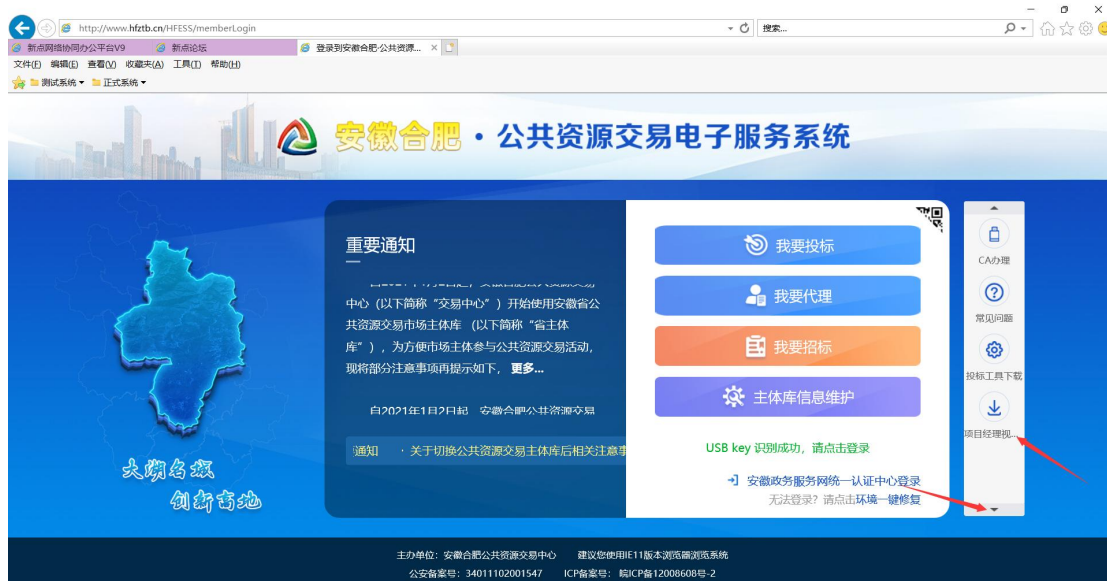 http://www.hfztb.cn/HFESS/memberLogin
搜索...
新点网络协同办公平台V9
新点论坛
登录到安徽合肥·公共资源...
文件(F) 编辑(E) 查看(V) 收藏夹(A) 工具(T) 帮助(H)
测试系统
正式系统
安徽合肥·公共资源交易电子服务系统
重要通知
中心（以下简称“交易中心”）开始使用安徽省公
共资源交易市场主体库 （以下简称“省主体
库”），为方便市场主体参与公共资源交易活动，
现将部分注意事项再提示如下， 更多...
自2021年1月2日起 安徽合肥公共资源交易
通知 · 关于切换公共资源交易主体库后相关注意事
我要投标
我要代理
我要招标
主体库信息维护
USB key 识别成功，请点击登录
安徽政务服务网统一认证中心登录
无法登录？请点击环境一键修复
CA办理
常见问题
投标工具下载
项目经理视...
大湖名城
创新高地
主办单位：安徽合肥公共资源交易中心 建议您使用IE11版本浏览器浏览系统
公安备案号：34011102001547 ICP备案号： 皖ICP备12008608号-2